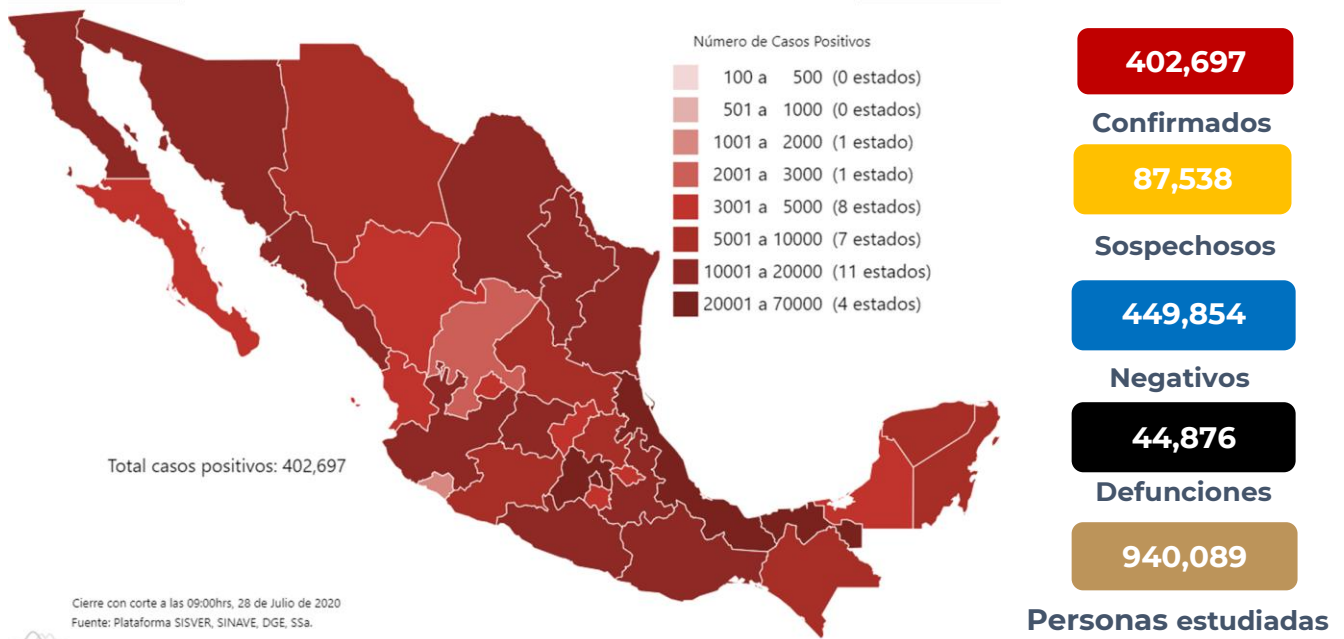 Número de Casos Positivos
100 a 500 (0 estados)
501 a 1000 (0 estados)
1001 a 2000 (1 estado)
2001 a 3000 (1 estado)
3001 a 5000 (8 estados)
5001 a 10000 (7 estados)
10001 a 20000 (11 estados)
20001 a 70000 (4 estados)
Total casos positivos: 402,697
Cierre con corte a las 09:00hrs, 28 de Julio de 2020
Fuente: Plataforma SISVER, SINAVE, DGE, SSa.
402,697
Confirmados
87,538
Sospechosos
449,854
Negativos
44,876
Defunciones
940,089
Personas estudiadas